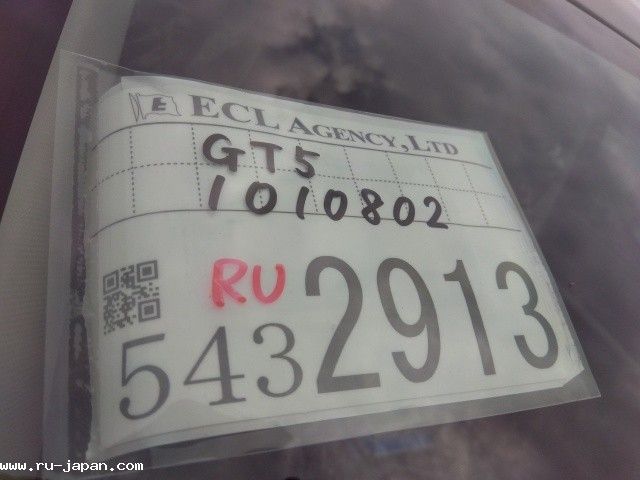 E ECL AGENCY,LTD
GT5
1010802
RU
5432913
www.ru-japan.com